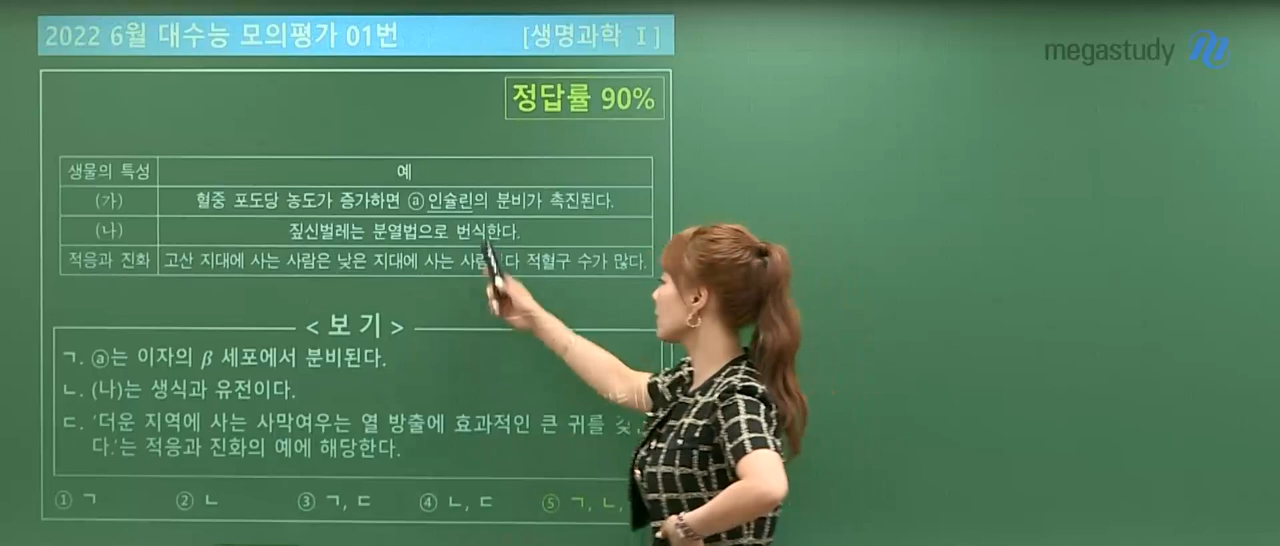 2022 6월 대수능 모의평가 01번 [생명과학 Ⅰ]
megastudy
정답률 90%
생물의 특성 예
(가) 혈중 포도당 농도가 증가하면 ⓐ인슐린의 분비가 촉진된다.
(나) 짚신벌레는 분열법으로 번식한다.
적응과 진화 고산 지대에 사는 사람은 낮은 지대에 사는 적혈구 수가 많다.
< 보 기 >
ㄱ. ⓐ는 이자의 β 세포에서 분비된다.
ㄴ. (나)는 생식과 유전이다.
ㄷ. ‘더운 지역에 사는 사막여우는 열 방출에 효과적인 큰 귀를
다.’는 적응과 진화의 예에 해당한다.
① ㄱ ② ㄴ ③ ㄱ, ㄷ ④ ㄴ, ㄷ ⑤ ㄱ, ㄴ,